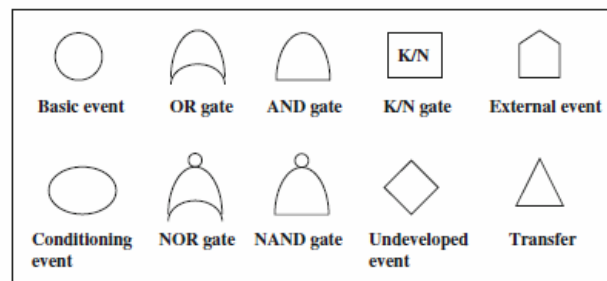 K/N
Basic event
OR gate
AND gate
K/N gate
External event
Conditioning
event
NOR gate
NAND gate
Undeveloped
event
Transfer